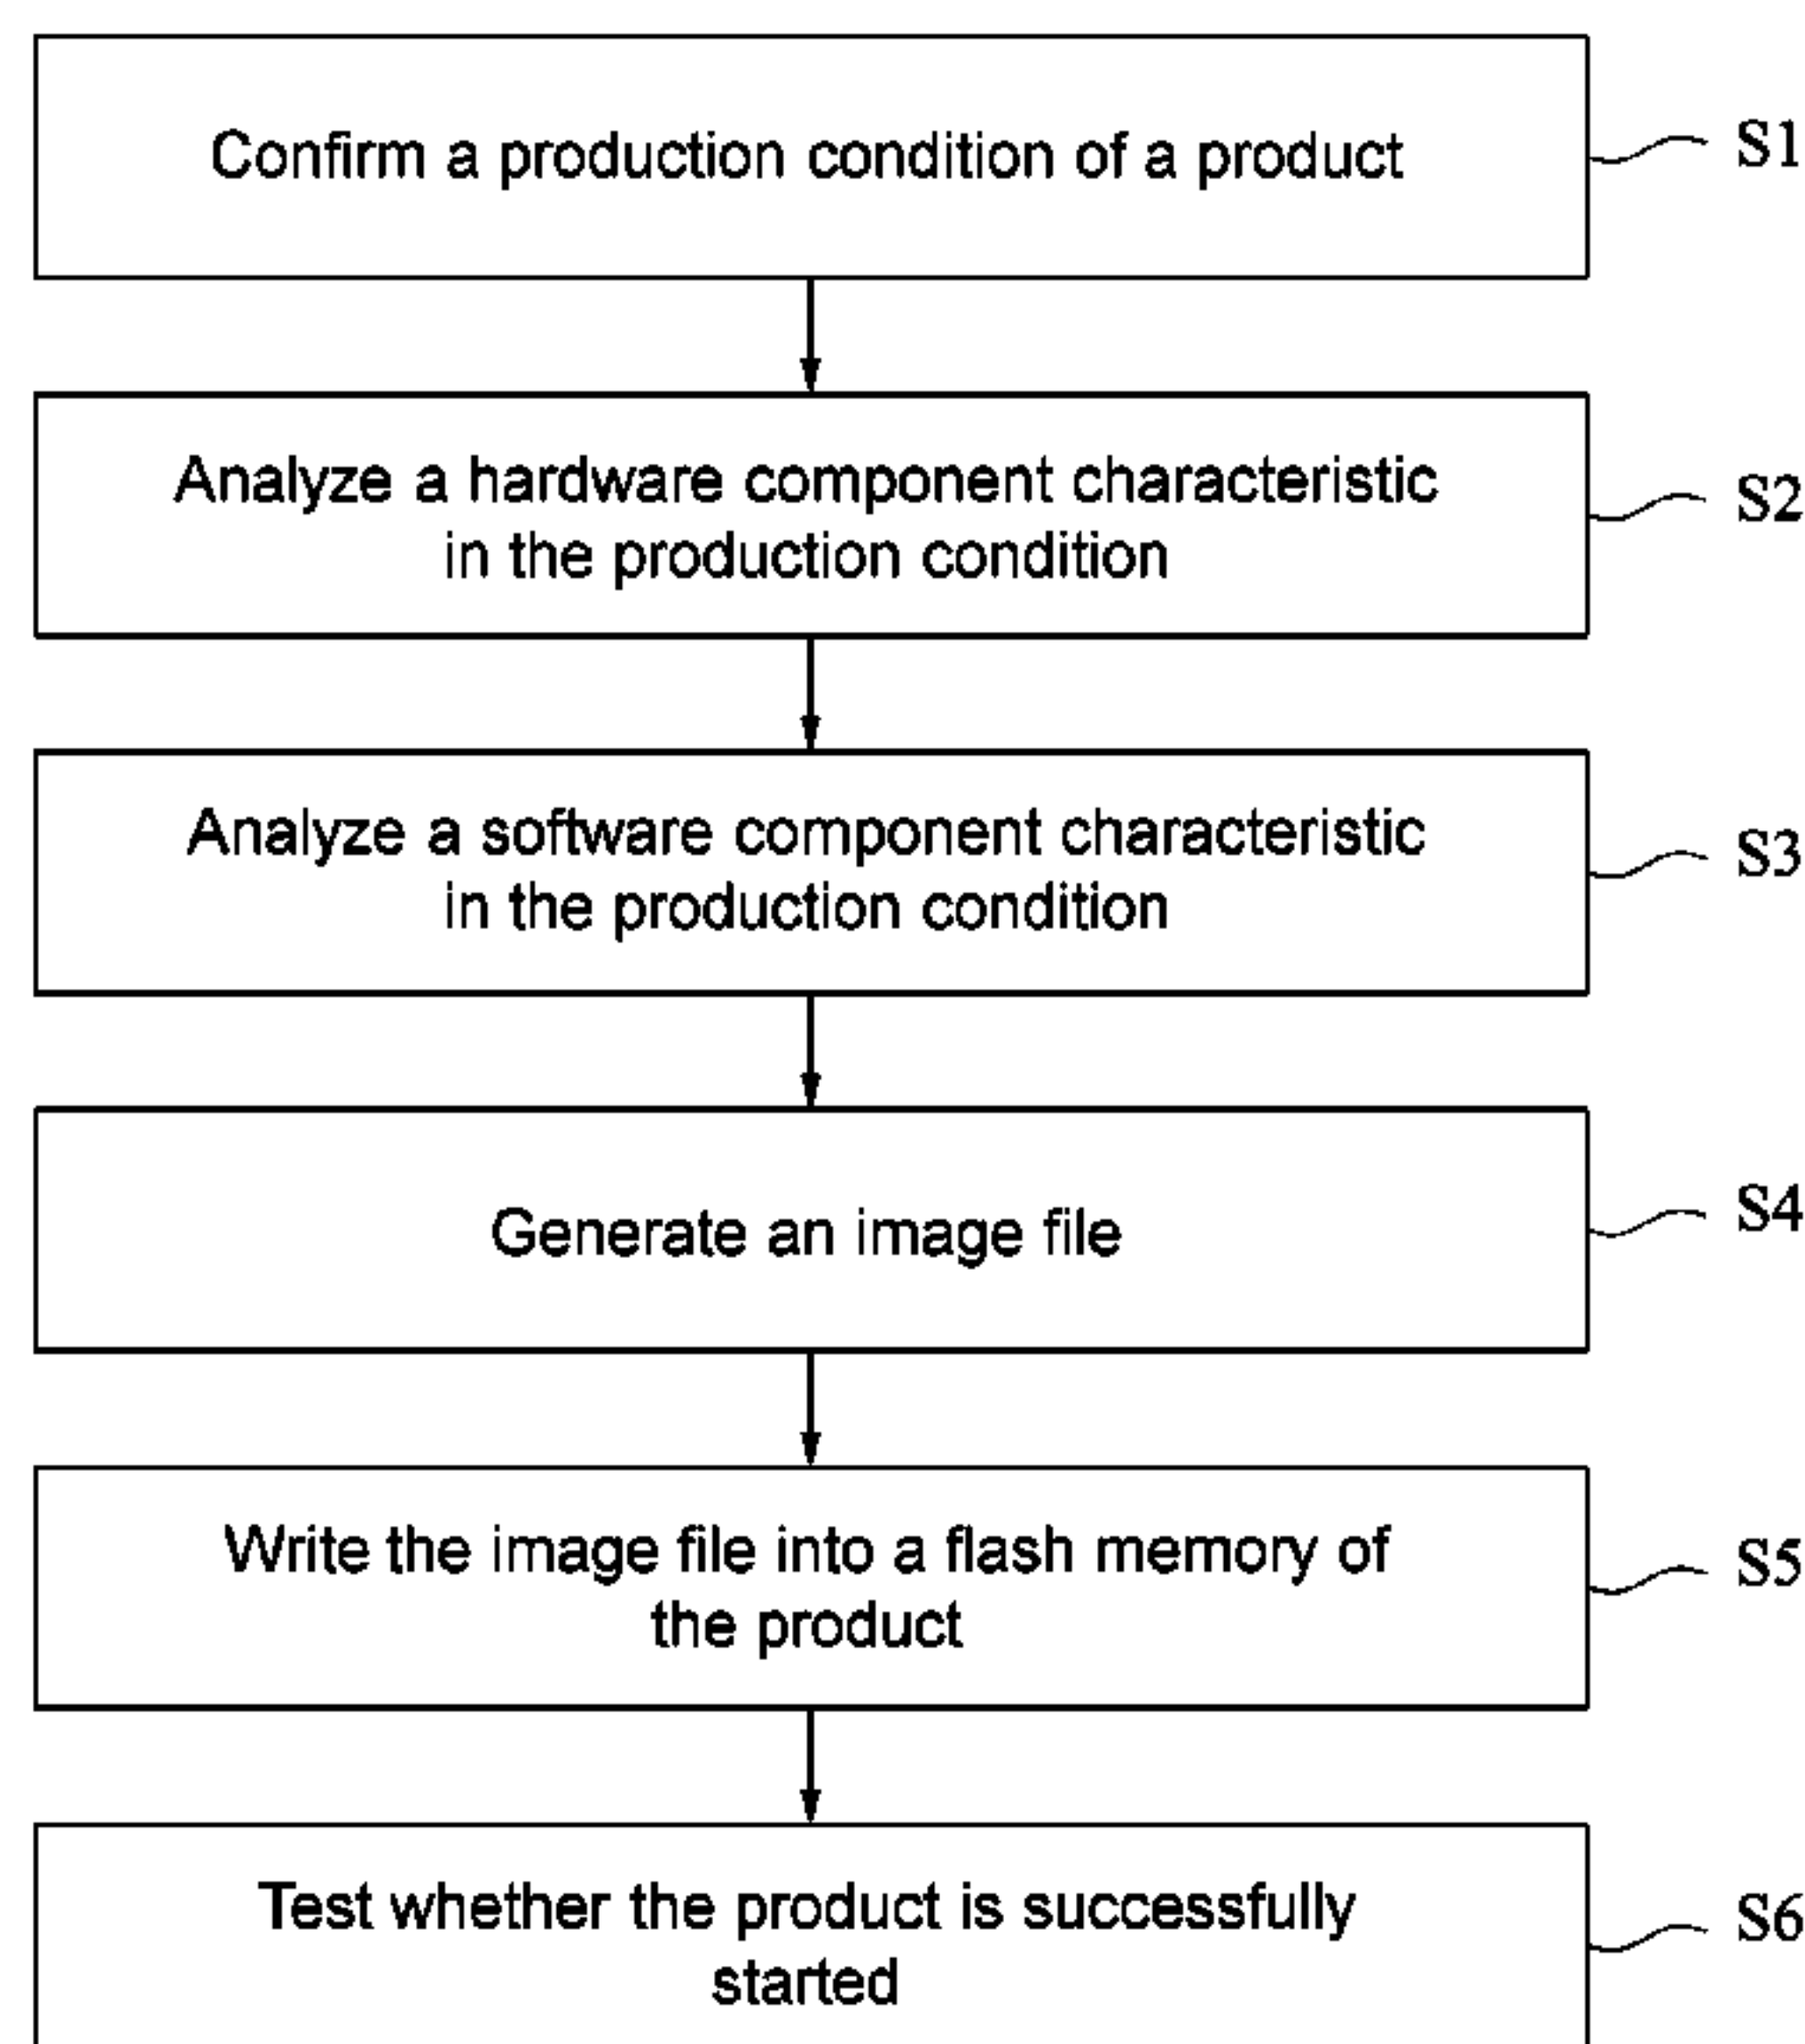 Confirm a production condition of a product
S1
Analyze a hardware component characteristic
in the production condition
S2
Analyze a software component characteristic
in the production condition
S3
Generate an image file
S4
Write the image file into a flash memory of
the product
S5
Test whether the product is successfully
started
S6